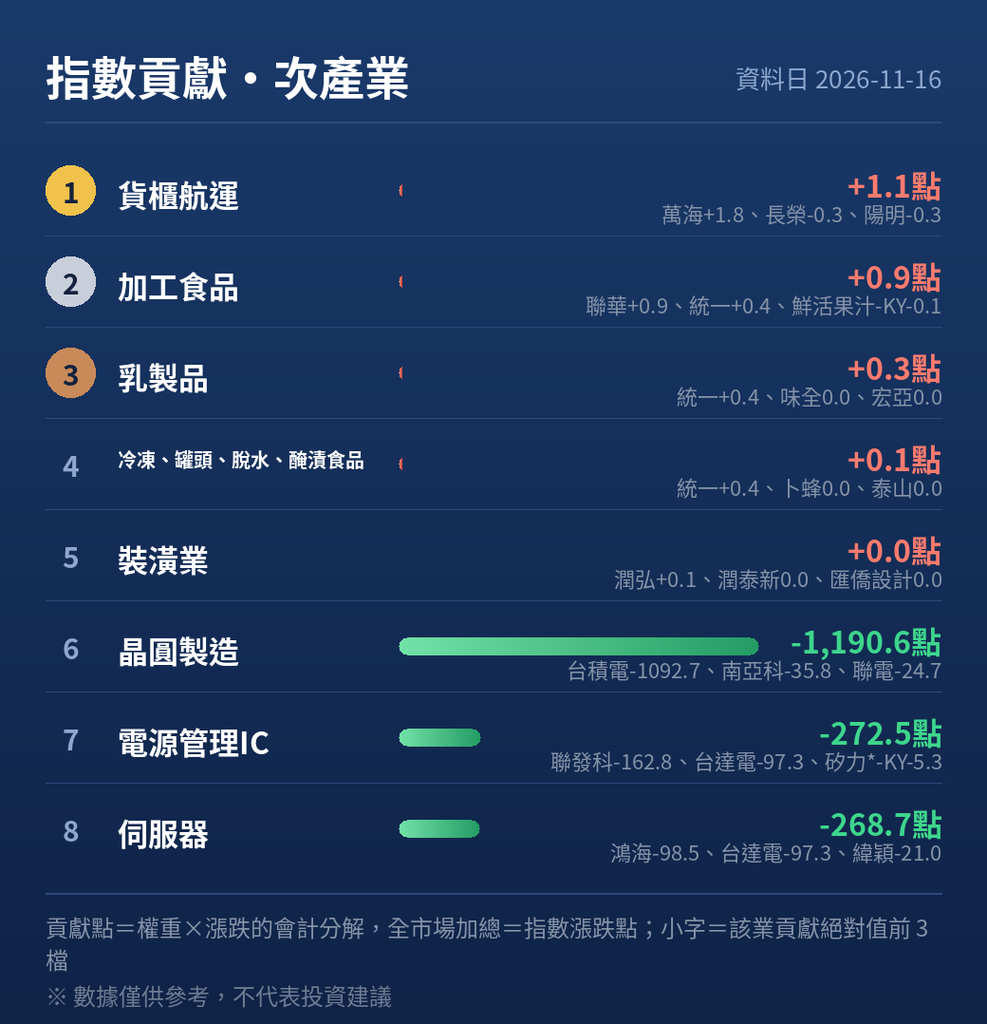 指數貢獻・次產業
資料日 2026-11-16
1 貨櫃航運 +1.1點
萬海+1.8、長榮-0.3、陽明-0.3
2 加工食品 +0.9點
聯華+0.9、統一+0.4、鮮活果汁-KY-0.1
3 乳製品 +0.3點
統一+0.4、味全0.0、宏亞0.0
4 冷凍、罐頭、脫水、醃漬食品 +0.1點
統一+0.4、卜蜂0.0、泰山0.0
5 裝潢業 +0.0點
潤弘+0.1、潤泰新0.0、匯僑設計0.0
6 晶圓製造 -1,190.6點
台積電-1092.7、南亞科-35.8、聯電-24.7
7 電源管理IC -272.5點
聯發科-162.8、台達電-97.3、矽力*-KY-5.3
8 伺服器 -268.7點
鴻海-98.5、台達電-97.3、緯穎-21.0
貢獻點＝權重×漲跌的會計分解，全市場加總＝指數漲跌點；小字＝該業貢獻絕對值前 3
檔
※ 數據僅供參考，不代表投資建議